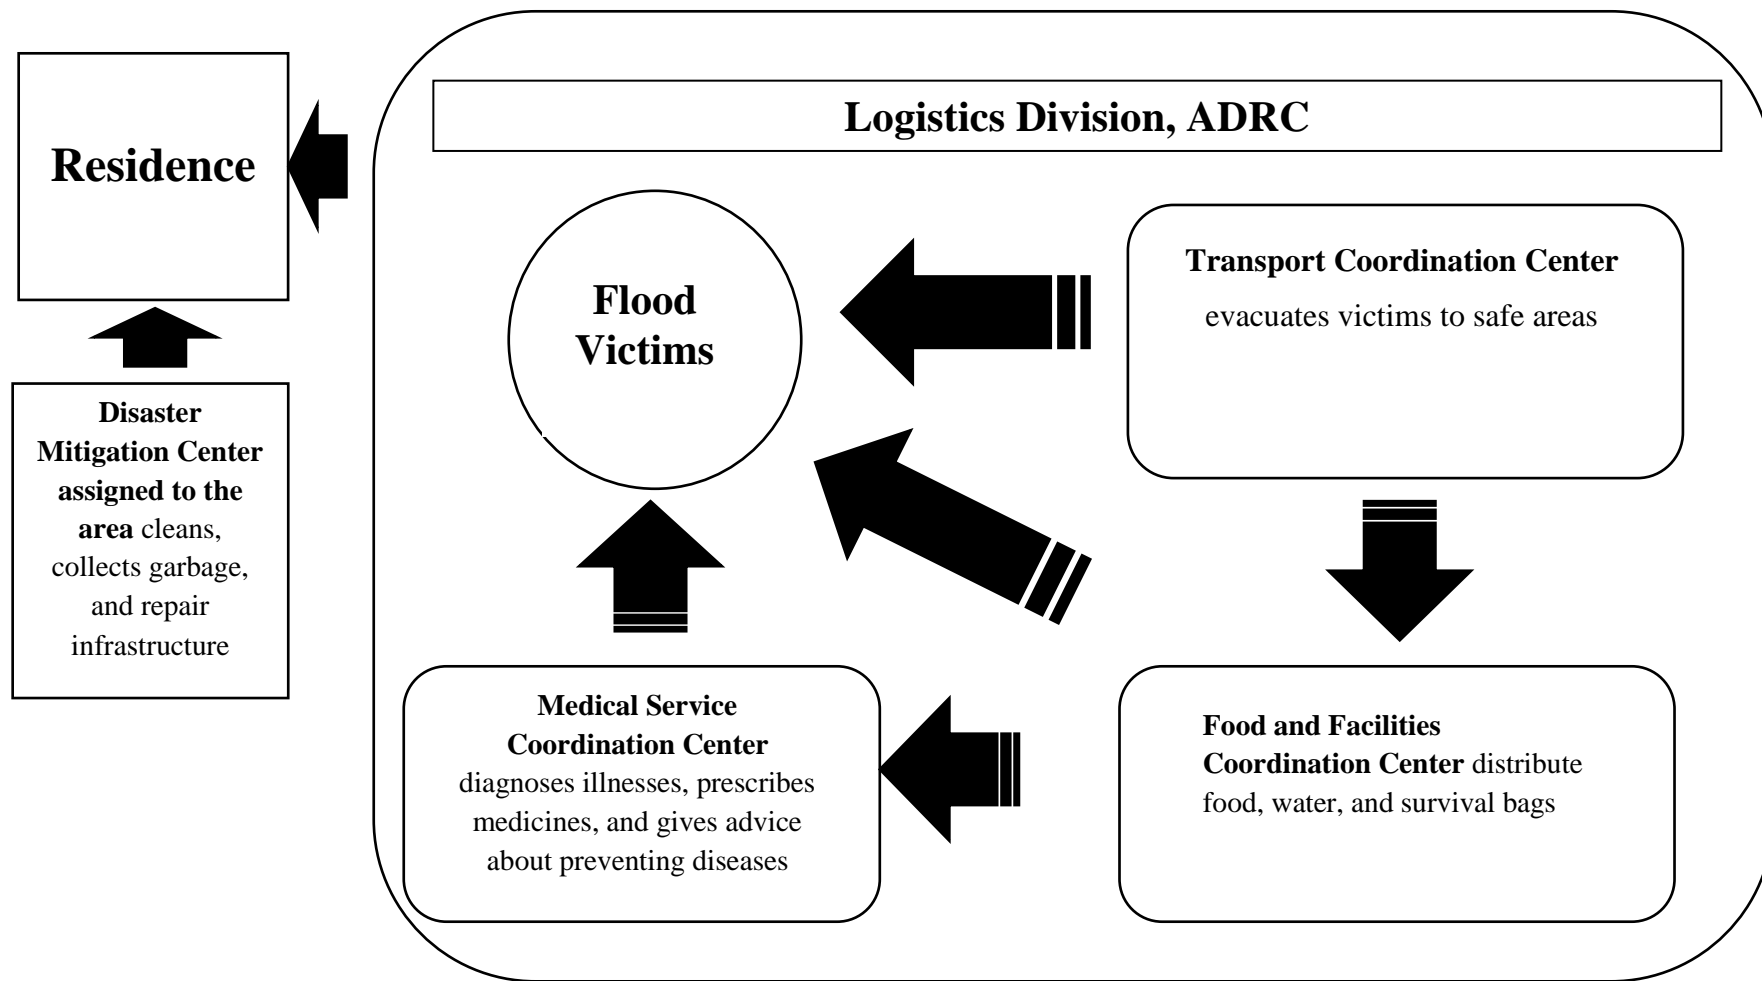 Logistics Division, ADRC
Residence
Flood
Victims
Transport Coordination Center
evacuates victims to safe areas
Disaster
Mitigation Center
assigned to the
area cleans,
collects garbage,
and repair
infrastructure
Medical Service
Coordination Center
diagnoses illnesses, prescribes
medicines, and gives advice
about preventing diseases
Food and Facilities
Coordination Center distribute
food, water, and survival bags